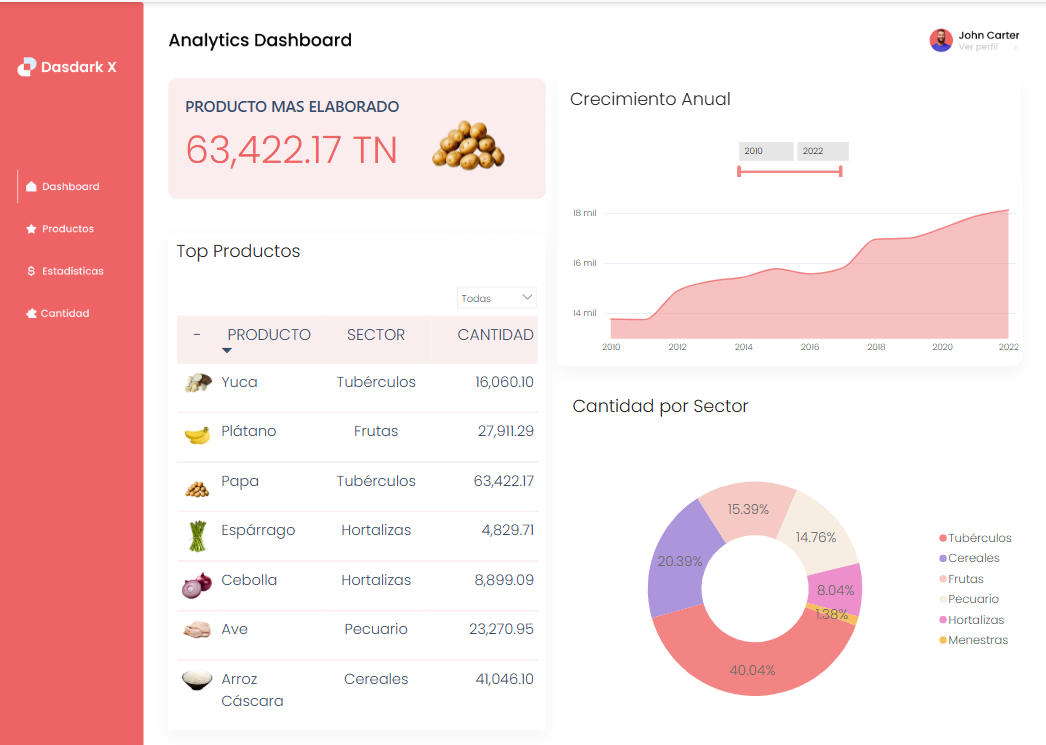 Dasdark X
Dashboard
Productos
Estadísticas
Cantidad
Analytics Dashboard
John Carter
Ver perfil
PRODUCTO MAS ELABORADO
63,422.17 TN
Top Productos
Todas
- PRODUCTO SECTOR CANTIDAD
Yuca Tubérculos 16,060.10
Plátano Frutas 27,911.29
Papa Tubérculos 63,422.17
Espárrago Hortalizas 4,829.71
Cebolla Hortalizas 8,899.09
Ave Pecuario 23,270.95
Arroz Cereales 41,046.10
Cáscara
Crecimiento Anual
2010 2022
18 mil
16 mil
14 mil
2010 2012 2014 2016 2018 2020 2022
Cantidad por Sector
15.39%
14.76%
20.39%
8.04%
1.38%
40.04%
Tubérculos
Cereales
Frutas
Pecuario
Hortalizas
Menestras